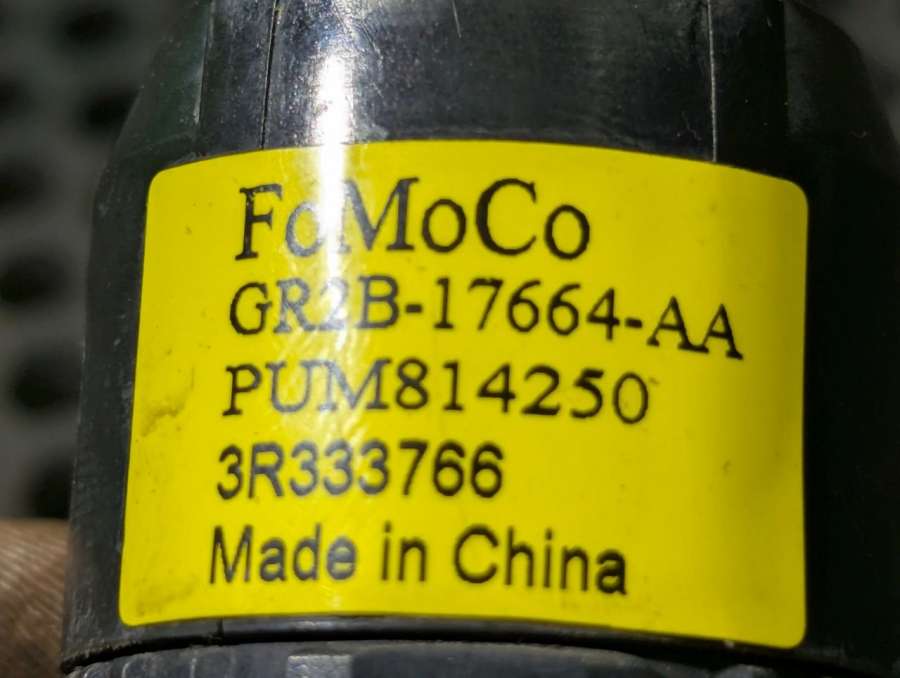 FoMoCo
GR2B-17664-AA
PUM814250
3R333766
Made in China